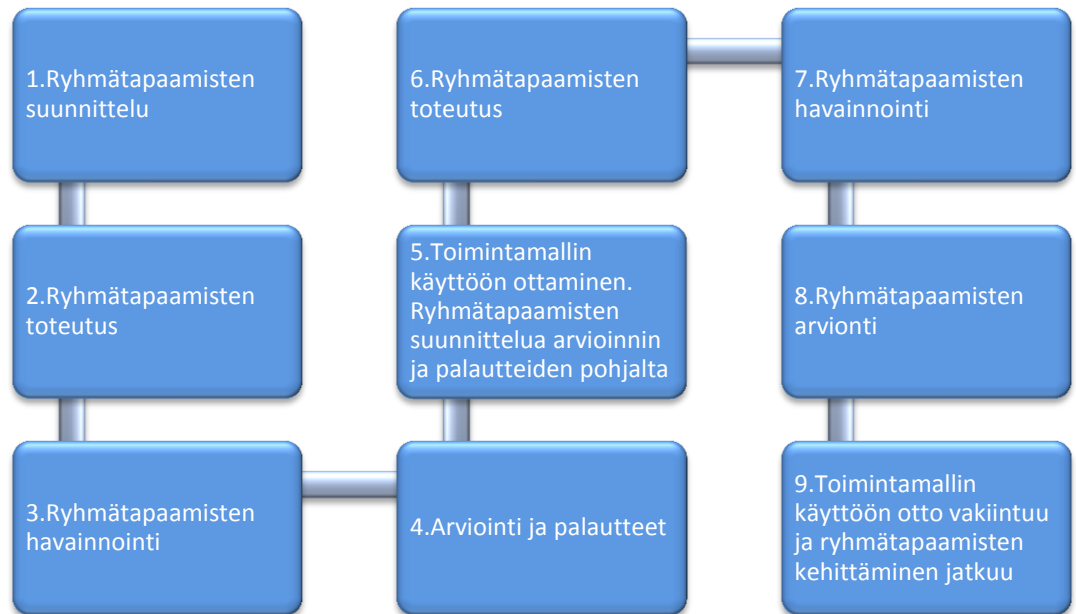 1.Ryhmätapaamisten
suunnittelu
2.Ryhmätapaamisten
toteutus
3.Ryhmätapaamisten
havainnointi
4.Arviointi ja palautteet
5.Toimintamallin
käyttöön ottaminen.
Ryhmätapaamisten
suunnittelua arvioinnin
ja palautteiden pohjalta
6.Ryhmätapaamisten
toteutus
7.Ryhmätapaamisten
havainnointi
8.Ryhmätapaamisten
arvionti
9.Toimintamallin
käyttöön otto vakiintuu
ja ryhmätapaamisten
kehittäminen jatkuu